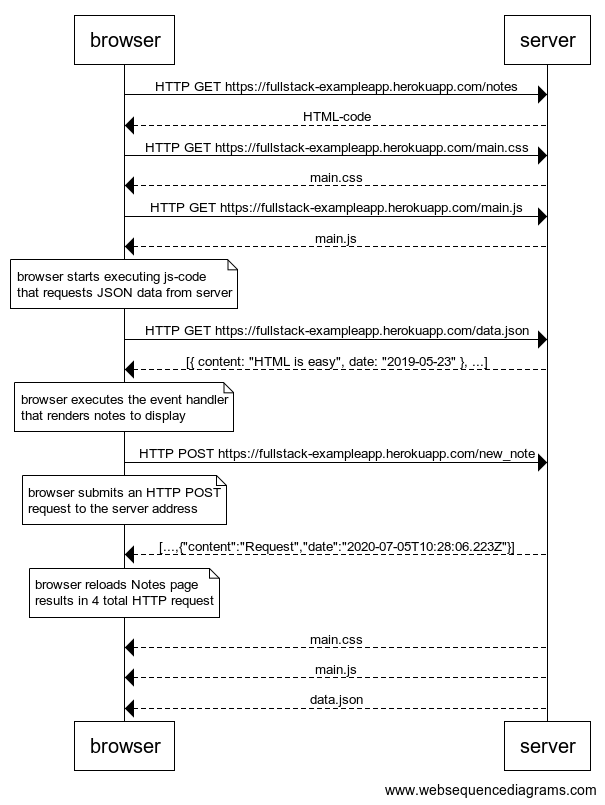 browser server
HTTP GET https://fullstack-exampleapp.herokuapp.com/notes
HTML-code
HTTP GET https://fullstack-exampleapp.herokuapp.com/main.css
main.css
HTTP GET https://fullstack-exampleapp.herokuapp.com/main.js
main.js
browser starts executing js-code
that requests JSON data from server
HTTP GET https://fullstack-exampleapp.herokuapp.com/data.json
[{ content: "HTML is easy", date: "2019-05-23" }, ...]
browser executes the event handler
that renders notes to display
HTTP POST https://fullstack-exampleapp.herokuapp.com/new_note
browser submits an HTTP POST
request to the server address
[...,{"content":"Request","date":"2020-07-05T10:28:06.223Z"}]
browser reloads Notes page
results in 4 total HTTP request
main.css
main.js
data.json
browser server
www.websequencediagrams.com